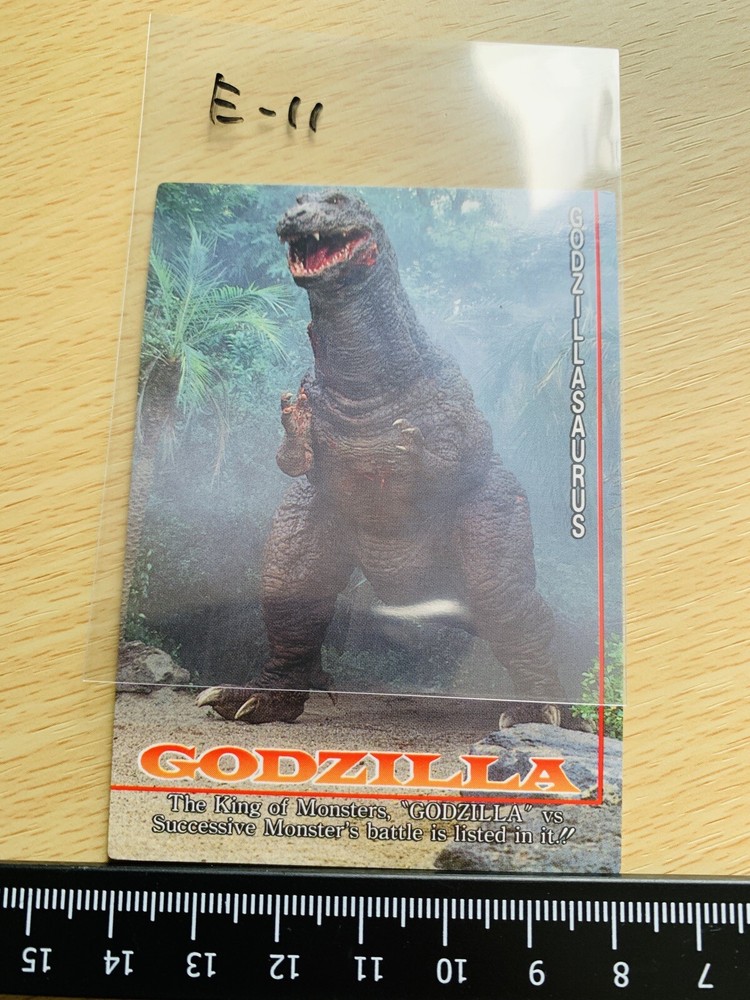 E-11
GODZILLASAURUS
GODZILLA
The King of Monsters, "GODZILLA" vs
Successive Monster's battle is listed in it.!!
15 14 13 12 11 10 9 8 7